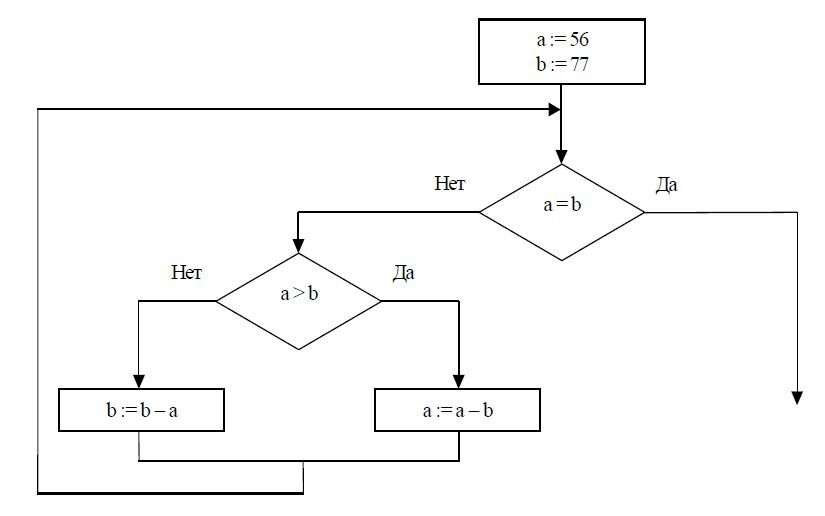 a := 56
b := 77
Нет
Да
a = b
Нет
Да
a > b
b := b – a
a := a – b